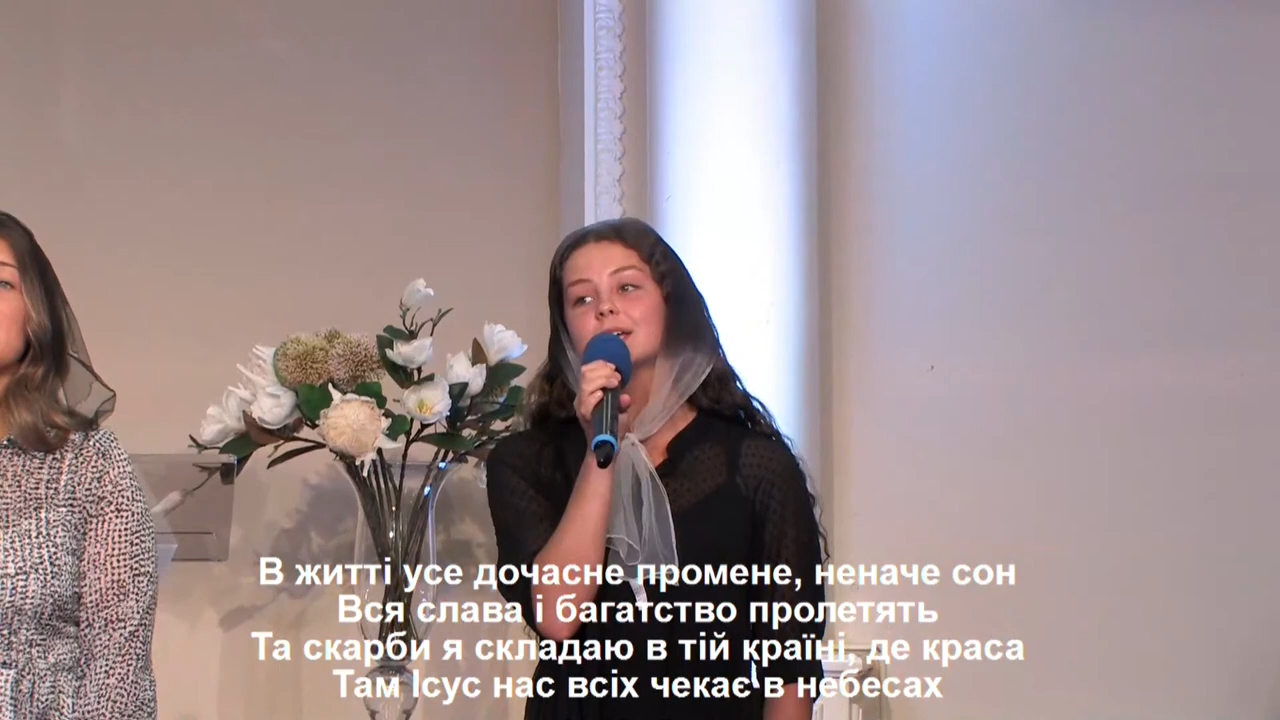 В житті усе дочасне промене, неначе сон
Вся слава і багатство пролетять
Та скарби я складаю в тій країні, де краса
Там Ісус нас всіх чекає в небесах